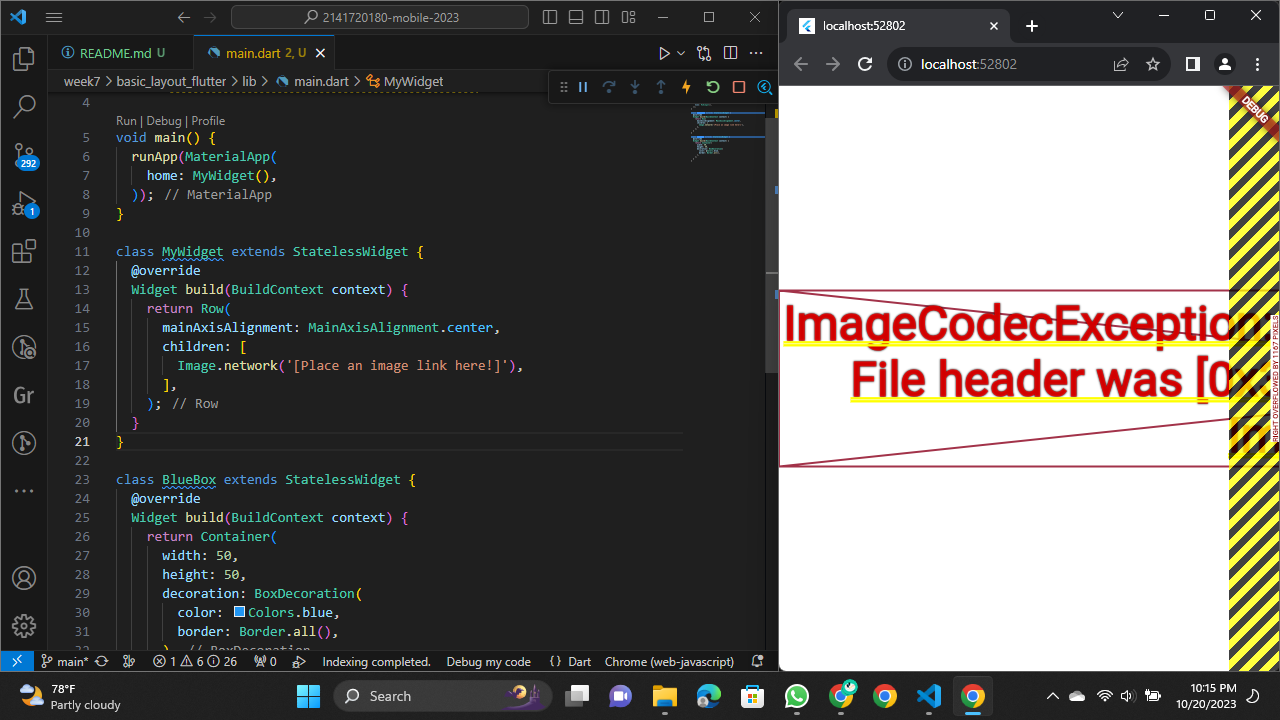 2141720180-mobile-2023
README.md U
main.dart 2, U
week7 > basic_layout_flutter > lib > main.dart > MyWidget
4
Run | Debug | Profile
5 void main() {
6 runApp(MaterialApp(
7 home: MyWidget(),
8 )); // MaterialApp
9 }
10
11 class MyWidget extends StatelessWidget {
12 @override
13 Widget build(BuildContext context) {
14 return Row(
15 mainAxisAlignment: MainAxisAlignment.center,
16 children: [
17 Image.network('[Place an image link here!]'),
18 ],
19 ); // Row
20 }
21 }
22
23 class BlueBox extends StatelessWidget {
24 @override
25 Widget build(BuildContext context) {
26 return Container(
27 width: 50,
28 height: 50,
29 decoration: BoxDecoration(
30 color: Colors.blue,
31 border: Border.all(),
32 ), // BoxDecoration
292
1
Gr
main* 1 6 26 0 Indexing completed. Debug my code {} Dart Chrome (web-javascript)
localhost:52802
localhost:52802
DEBUG
ImageCodecException
File header was [0x
RIGHT OVERFLOWED BY 1167 PIXELS
78°F
Partly cloudy
Search
10:15 PM
10/20/2023